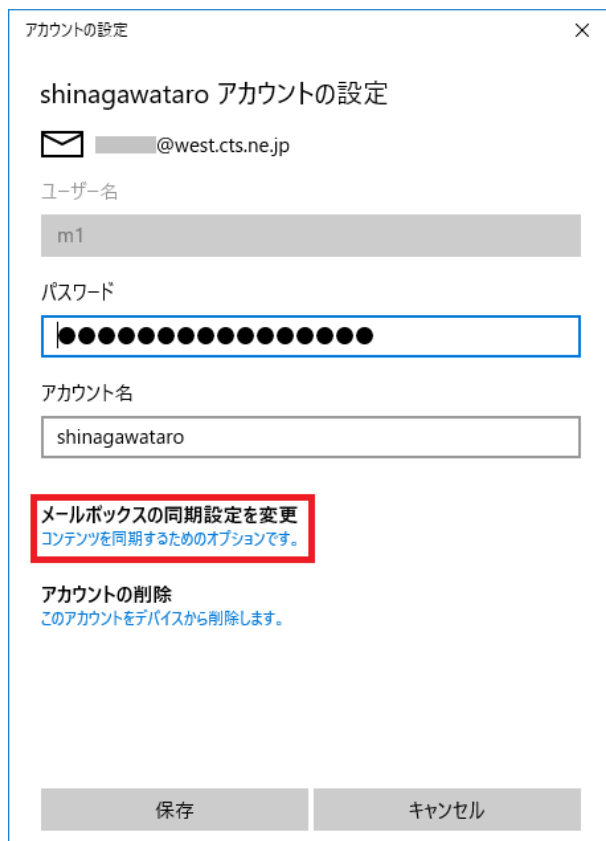 アカウントの設定
shinagawataro アカウントの設定
@west.cts.ne.jp
ユーザー名
m1
パスワード
●●●●●●●●●●●●●●●●
アカウント名
shinagawataro
メールボックスの同期設定を変更
コンテンツを同期するためのオプションです。
アカウントの削除
このアカウントをデバイスから削除します。
保存 キャンセル